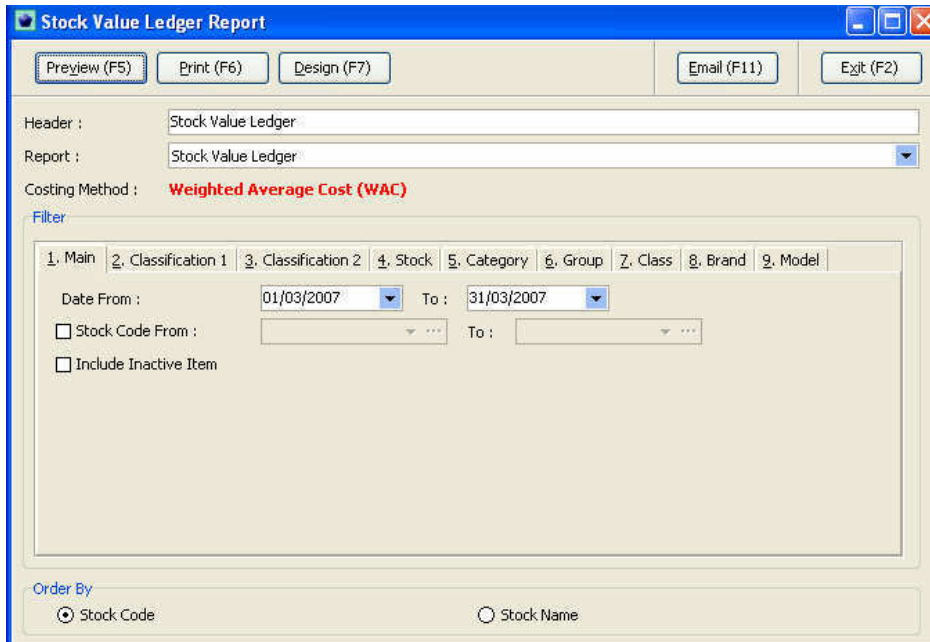 Stock Value Ledger Report
Preview (F5) Print (F6) Design (F7) Email (F11) Exit (F2)
Header : Stock Value Ledger
Report : Stock Value Ledger
Costing Method : Weighted Average Cost (WAC)
Filter
1. Main 2. Classification 1 3. Classification 2 4. Stock 5. Category 6. Group 7. Class 8. Brand 9. Model
Date From : 01/03/2007 To : 31/03/2007
Stock Code From : To :
Include Inactive Item
Order By
Stock Code Stock Name